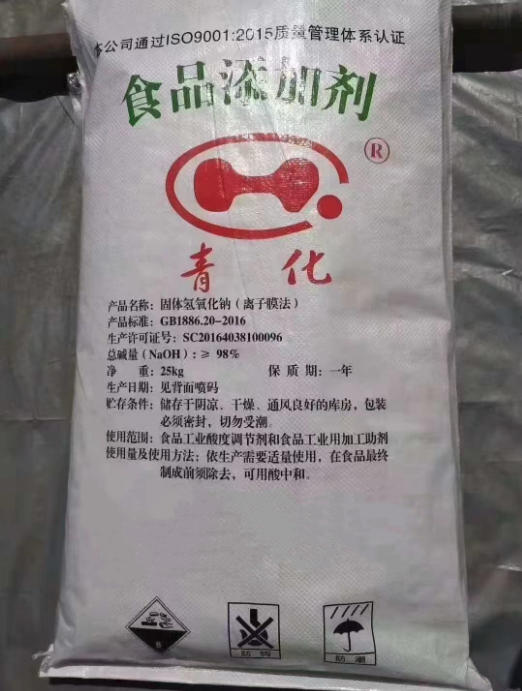 本公司通过ISO9001:2015质量管理体系认证
食品添加剂
®
青化
产品名称：固体氢氧化钠（离子膜法）
产品标准：GB1886.20-2016
生产许可证号：SC20164038100096
总碱量（NaOH）：≥ 98%
净 重：25kg 保 质 期：一年
生产日期：见背面喷码
贮存条件：储存于阴凉、干燥、通风良好的库房，包装
必须密封，切勿受潮。
使用范围：食品工业酸度调节剂和食品工业用加工助剂
使用量及使用方法：依生产需要适量使用，在食品最终
制成前须除去，可用酸中和。
8
防钩
防潮